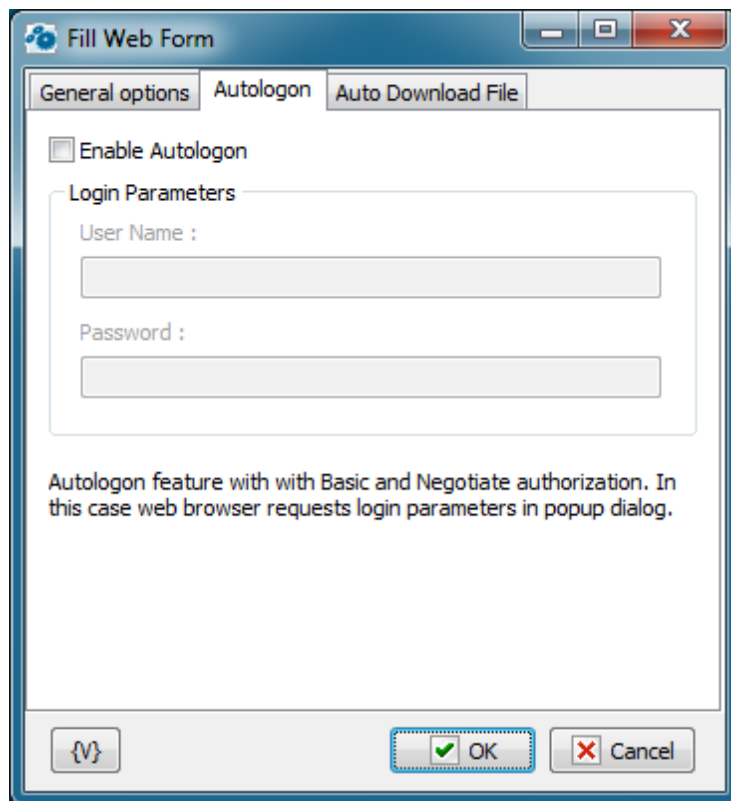 Fill Web Form
General options Autologon Auto Download File
Enable Autologon
Login Parameters
User Name :
Password :
Autologon feature with with Basic and Negotiate authorization. In
this case web browser requests login parameters in popup dialog.
{V} OK Cancel